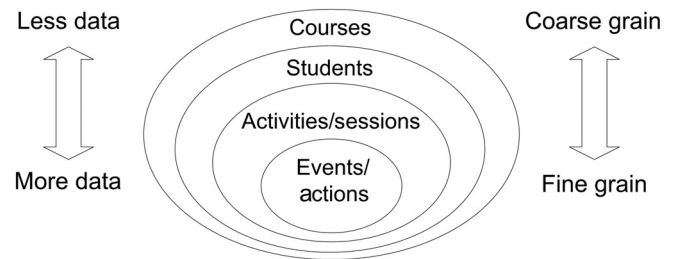 Less data
Courses
Coarse grain
Students
Activities/sessions
Events/
actions
More data
Fine grain